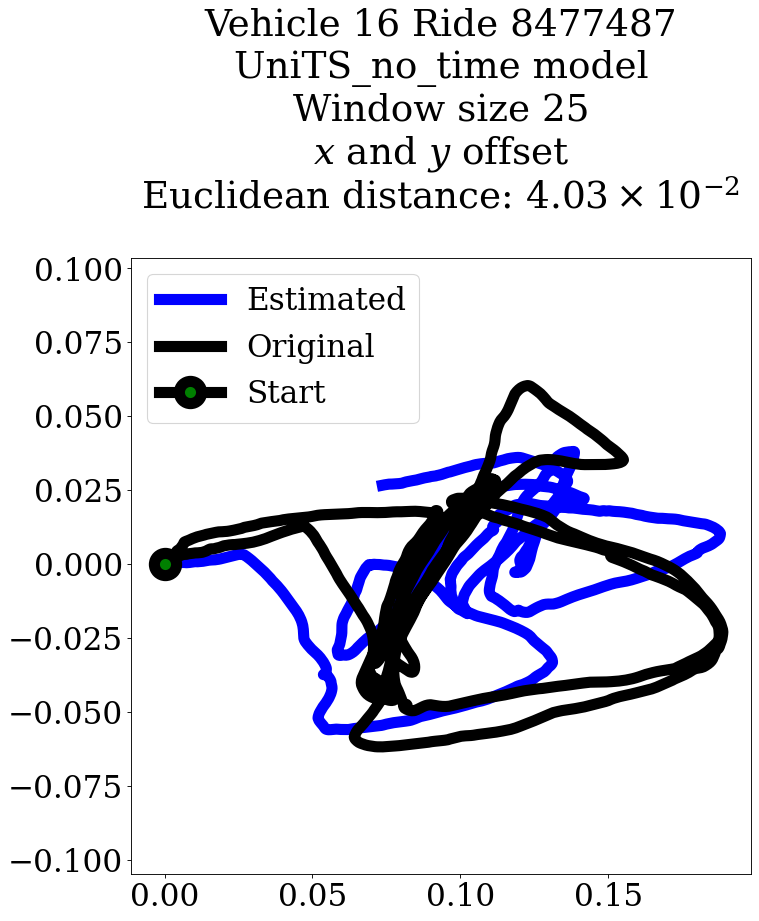 Vehicle 16 Ride 8477487
UniTS_no_time model
Window size 25
x and y offset
Euclidean distance: 4.03 × 10⁻²
0.100
0.075
0.050
0.025
0.000
−0.025
−0.050
−0.075
−0.100
Estimated
Original
Start
0.00 0.05 0.10 0.15